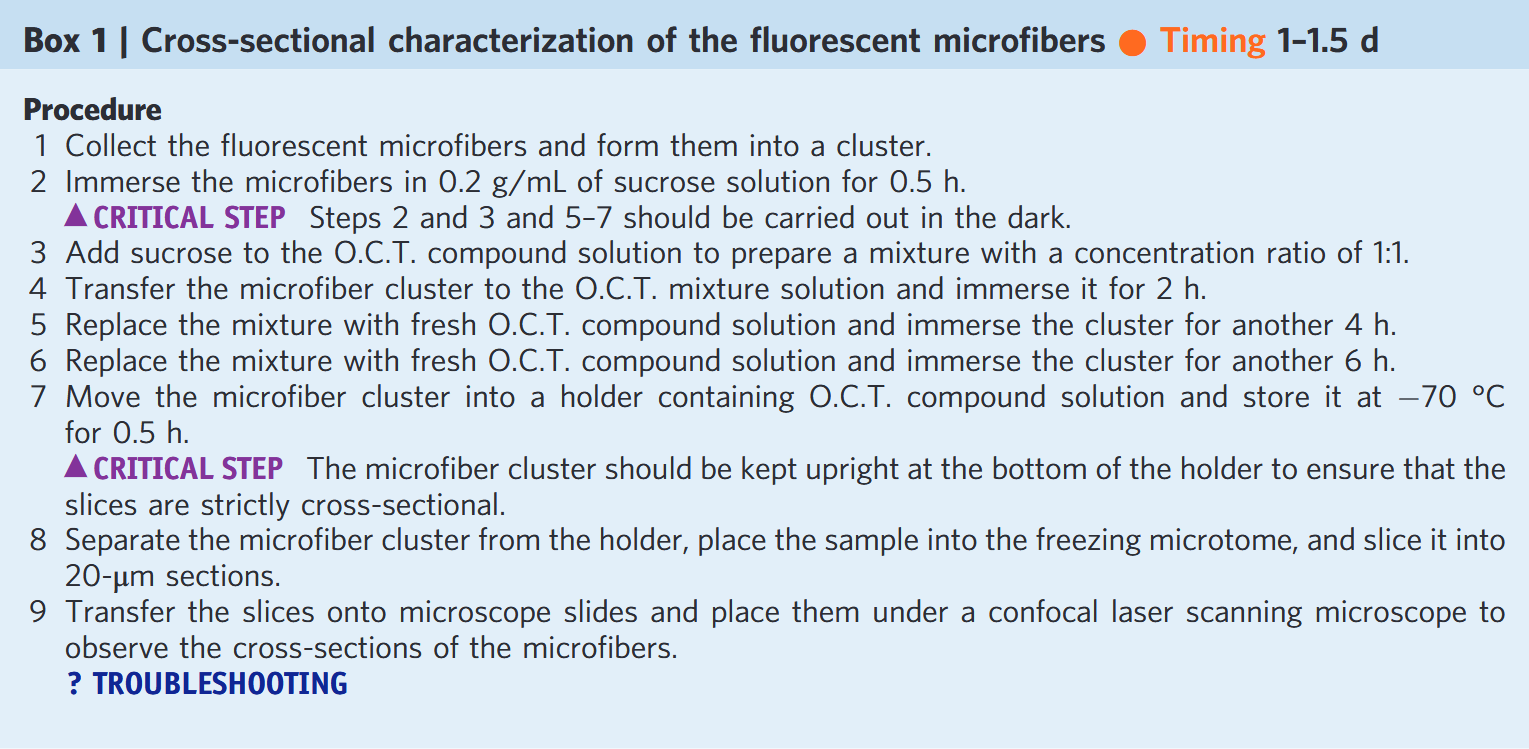 Box 1 | Cross-sectional characterization of the fluorescent microfibers ● Timing 1–1.5 d
Procedure
1 Collect the fluorescent microfibers and form them into a cluster.
2 Immerse the microfibers in 0.2 g/mL of sucrose solution for 0.5 h.
▲ CRITICAL STEP Steps 2 and 3 and 5–7 should be carried out in the dark.
3 Add sucrose to the O.C.T. compound solution to prepare a mixture with a concentration ratio of 1:1.
4 Transfer the microfiber cluster to the O.C.T. mixture solution and immerse it for 2 h.
5 Replace the mixture with fresh O.C.T. compound solution and immerse the cluster for another 4 h.
6 Replace the mixture with fresh O.C.T. compound solution and immerse the cluster for another 6 h.
7 Move the microfiber cluster into a holder containing O.C.T. compound solution and store it at −70 °C
for 0.5 h.
▲ CRITICAL STEP The microfiber cluster should be kept upright at the bottom of the holder to ensure that the
slices are strictly cross-sectional.
8 Separate the microfiber cluster from the holder, place the sample into the freezing microtome, and slice it into
20-μm sections.
9 Transfer the slices onto microscope slides and place them under a confocal laser scanning microscope to
observe the cross-sections of the microfibers.
? TROUBLESHOOTING